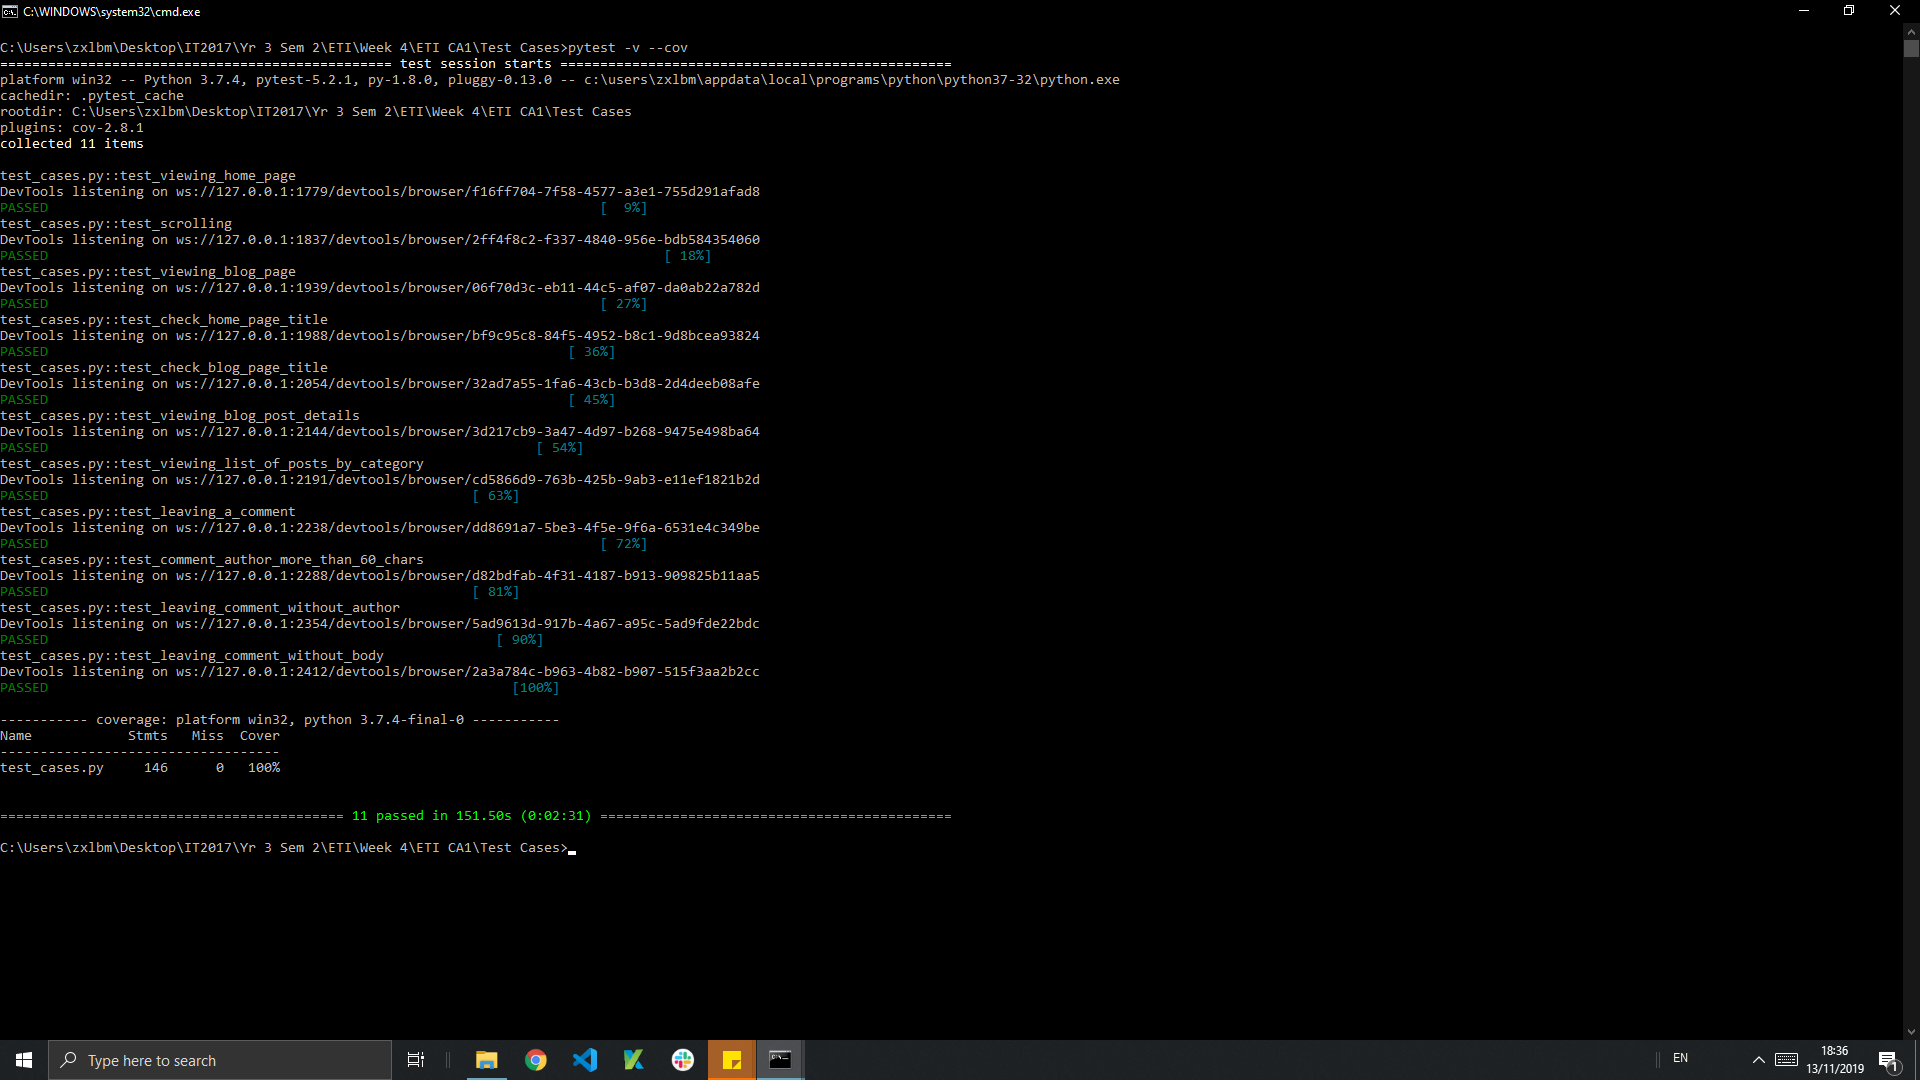 C:\WINDOWS\system32\cmd.exe
C:\Users\zxlbm\Desktop\IT2017\Yr 3 Sem 2\ETI\Week 4\ETI CA1\Test Cases>pytest -v --cov
================================================= test session starts =================================================
platform win32 -- Python 3.7.4, pytest-5.2.1, py-1.8.0, pluggy-0.13.0 -- c:\users\zxlbm\appdata\local\programs\python\python37-32\python.exe
cachedir: .pytest_cache
rootdir: C:\Users\zxlbm\Desktop\IT2017\Yr 3 Sem 2\ETI\Week 4\ETI CA1\Test Cases
plugins: cov-2.8.1
collected 11 items
test_cases.py::test_viewing_home_page
DevTools listening on ws://127.0.0.1:1779/devtools/browser/f16ff704-7f58-4577-a3e1-755d291afad8
PASSED [  9%]
test_cases.py::test_scrolling
DevTools listening on ws://127.0.0.1:1837/devtools/browser/2ff4f8c2-f337-4840-956e-bdb584354060
PASSED [ 18%]
test_cases.py::test_viewing_blog_page
DevTools listening on ws://127.0.0.1:1939/devtools/browser/06f70d3c-eb11-44c5-af07-da0ab22a782d
PASSED [ 27%]
test_cases.py::test_check_home_page_title
DevTools listening on ws://127.0.0.1:1988/devtools/browser/bf9c95c8-84f5-4952-b8c1-9d8bcea93824
PASSED [ 36%]
test_cases.py::test_check_blog_page_title
DevTools listening on ws://127.0.0.1:2054/devtools/browser/32ad7a55-1fa6-43cb-b3d8-2d4deeb08afe
PASSED [ 45%]
test_cases.py::test_viewing_blog_post_details
DevTools listening on ws://127.0.0.1:2144/devtools/browser/3d217cb9-3a47-4d97-b268-9475e498ba64
PASSED [ 54%]
test_cases.py::test_viewing_list_of_posts_by_category
DevTools listening on ws://127.0.0.1:2191/devtools/browser/cd5866d9-763b-425b-9ab3-e11ef1821b2d
PASSED [ 63%]
test_cases.py::test_leaving_a_comment
DevTools listening on ws://127.0.0.1:2238/devtools/browser/dd8691a7-5be3-4f5e-9f6a-6531e4c349be
PASSED [ 72%]
test_cases.py::test_comment_author_more_than_60_chars
DevTools listening on ws://127.0.0.1:2288/devtools/browser/d82bdfab-4f31-4187-b913-909825b11aa5
PASSED [ 81%]
test_cases.py::test_leaving_comment_without_author
DevTools listening on ws://127.0.0.1:2354/devtools/browser/5ad9613d-917b-4a67-a95c-5ad9fde22bdc
PASSED [ 90%]
test_cases.py::test_leaving_comment_without_body
DevTools listening on ws://127.0.0.1:2412/devtools/browser/2a3a784c-b963-4b82-b907-515f3aa2b2cc
PASSED [100%]
----------- coverage: platform win32, python 3.7.4-final-0 -----------
Name            Stmts   Miss  Cover
-----------------------------------
test_cases.py     146      0   100%
=========================================== 11 passed in 151.50s (0:02:31) ============================================
C:\Users\zxlbm\Desktop\IT2017\Yr 3 Sem 2\ETI\Week 4\ETI CA1\Test Cases>
Type here to search
EN
18:36
13/11/2019
1